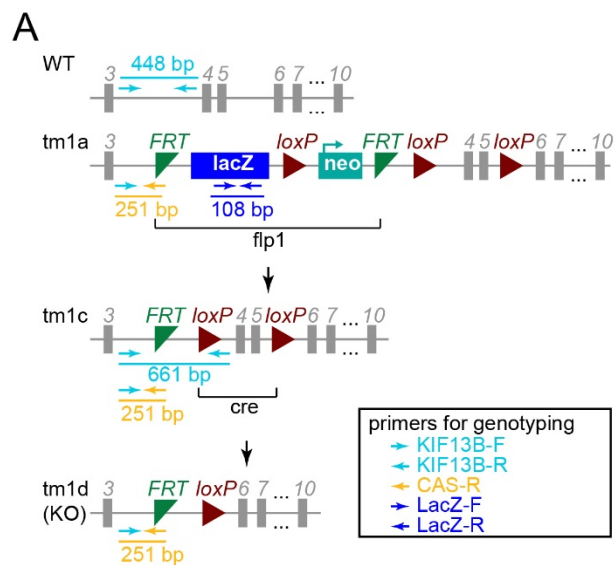 A
WT
448 bp
3 4 5 6 7 ... 10
...
tm1a
3 FRT loxP FRT loxP 4 5 loxP 6 7 ... 10
lacZ neo
...
251 bp 108 bp
flp1
tm1c
3 FRT loxP 4 5 loxP 6 7 ... 10
...
661 bp
251 bp
cre
tm1d
(KO)
3 FRT loxP 6 7 ... 10
...
251 bp
primers for genotyping
KIF13B-F
KIF13B-R
CAS-R
LacZ-F
LacZ-R